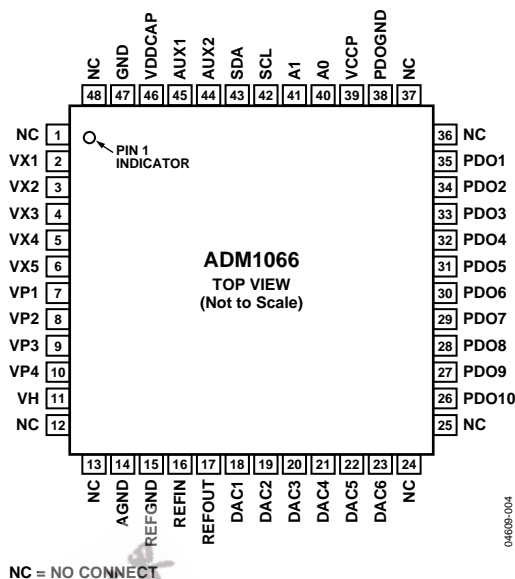 NC GND VDDCAP AUX1 AUX2 SDA SCL A1 A0 VCCP PDOGND NC
48 47 46 45 44 43 42 41 40 39 38 37
NC 1
VX1 2
VX2 3
VX3 4
VX4 5
VX5 6
VP1 7
VP2 8
VP3 9
VP4 10
VH 11
NC 12
PIN 1
INDICATOR
ADM1066
TOP VIEW
(Not to Scale)
36 NC
35 PDO1
34 PDO2
33 PDO3
32 PDO4
31 PDO5
30 PDO6
29 PDO7
28 PDO8
27 PDO9
26 PDO10
25 NC
13 14 15 16 17 18 19 20 21 22 23 24
NC AGND REFGND REFIN REFOUT DAC1 DAC2 DAC3 DAC4 DAC5 DAC6 NC
04609-004
NC = NO CONNECT